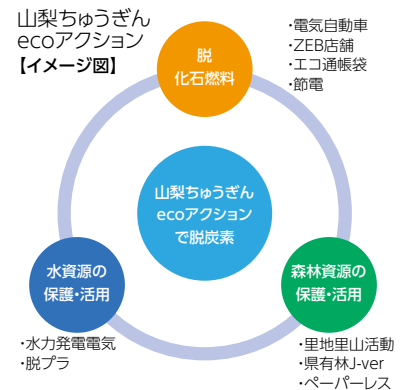 山梨ちゅうぎん
ecoアクション
【イメージ図】
脱
化石燃料
・電気自動車
・ZEB店舗
・エコ通帳袋
・節電
山梨ちゅうぎん
ecoアクション
で脱炭素
水資源の
保護・活用
・水力発電電気
・脱プラ
森林資源の
保護・活用
・里地里山活動
・県有林J-ver
・ペーパーレス